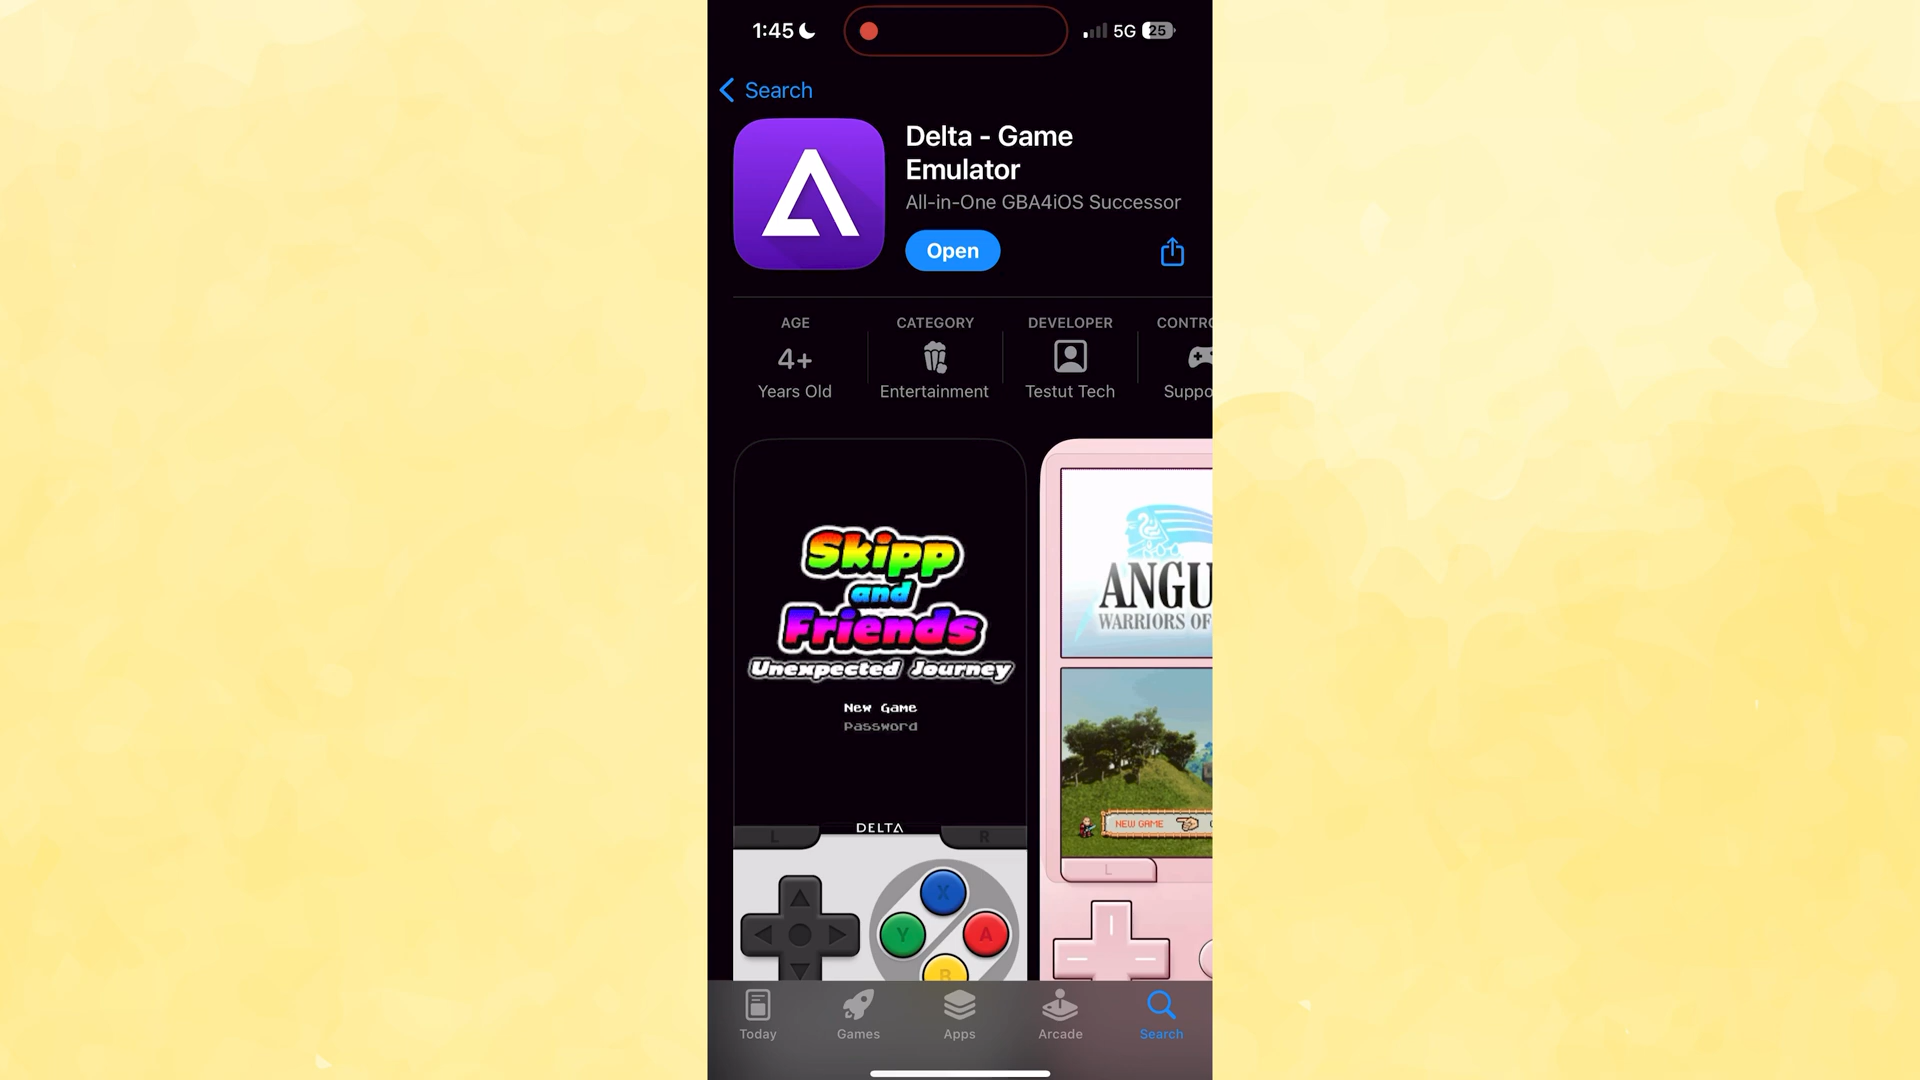 1:45
5G 25
Search
Delta - Game
Emulator
All-in-One GBA4iOS Successor
Open
AGE
4+
Years Old
CATEGORY
Entertainment
DEVELOPER
Testut Tech
CONTRO
Suppo
Skipp
and
Friends
Unexpected Journey
New Game
Password
L
DELTA
R
X
Y
A
B
ANGU
WARRIORS OF
NEW GAME
L
Today
Games
Apps
Arcade
Search